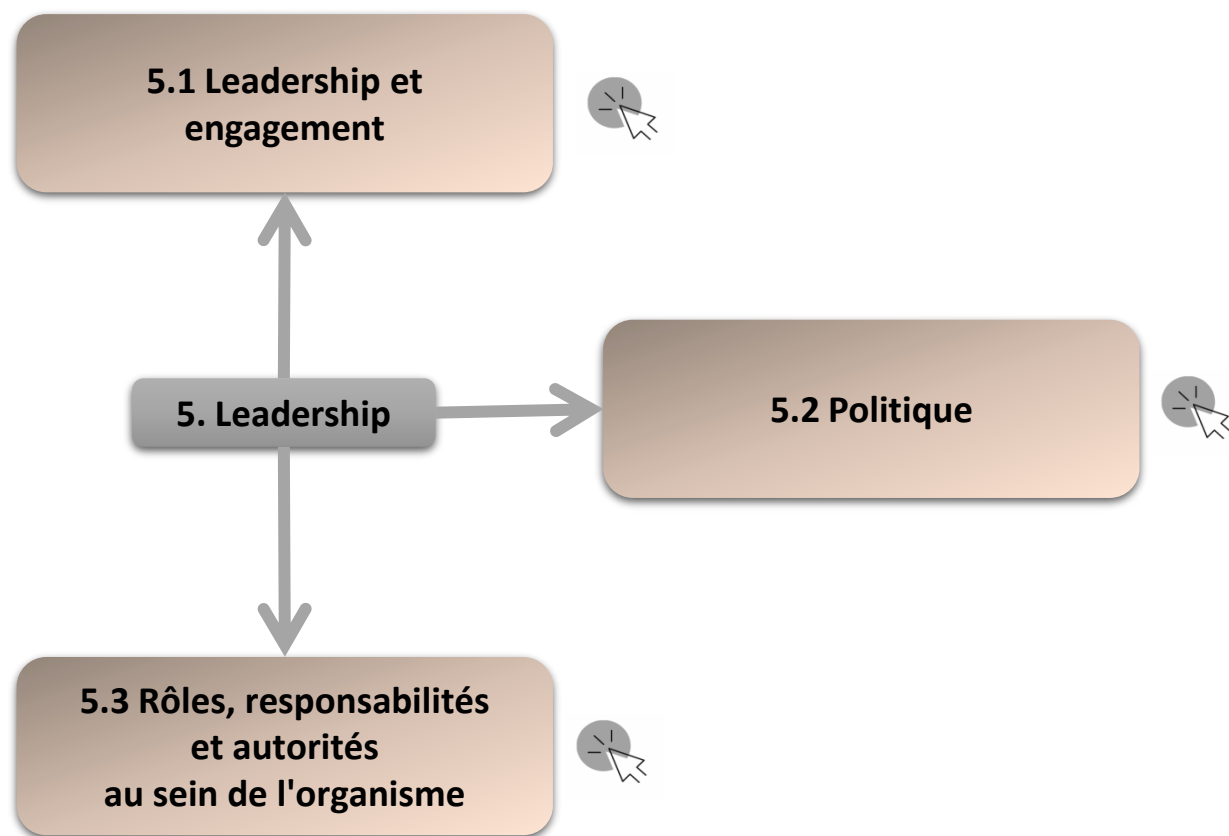 5.1 Leadership et
engagement
5. Leadership
5.2 Politique
5.3 Rôles, responsabilités
et autorités
au sein de l'organisme